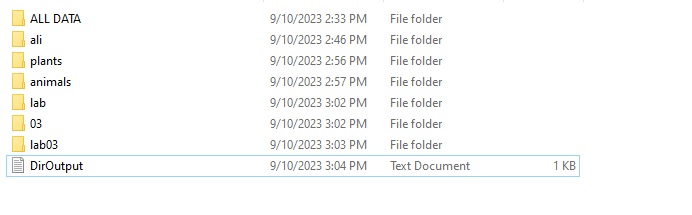 ALL DATA 9/10/2023 2:33 PM File folder
ali 9/10/2023 2:46 PM File folder
plants 9/10/2023 2:56 PM File folder
animals 9/10/2023 2:57 PM File folder
lab 9/10/2023 3:02 PM File folder
03 9/10/2023 3:02 PM File folder
lab03 9/10/2023 3:03 PM File folder
DirOutput 9/10/2023 3:04 PM Text Document 1 KB